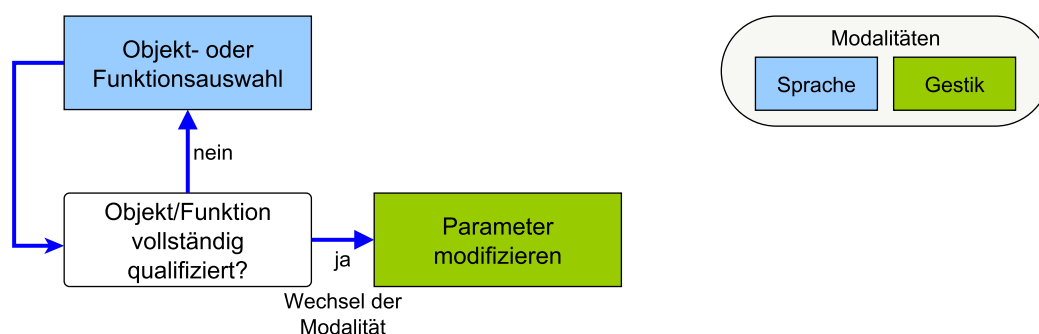 Objekt- oder
Funktionsauswahl
Modalitäten
Sprache
Gestik
nein
Objekt/Funktion
vollständig
qualifiziert?
ja
Parameter
modifizieren
Wechsel der
Modalität